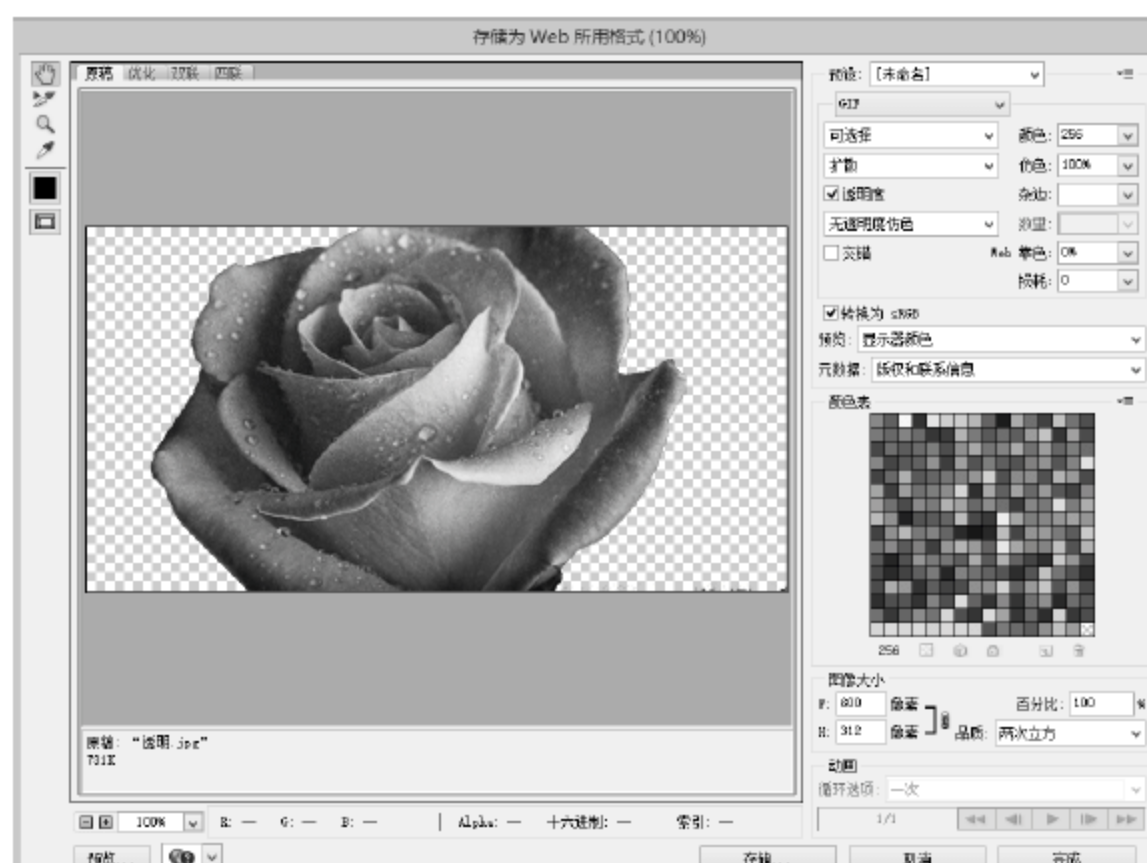 存储为 Web 所用格式 (100%)
原稿 优化 双联 四联
预设: [未命名]
GIF
可选择 颜色: 256
扩散 仿色: 100%
透明度 杂边:
无透明度仿色 数量:
交错 Web 靠色: 0%
损耗: 0
转换为 sRGB
预览: 显示器颜色
元数据: 版权和联系信息
颜色表
256
图像大小
W: 600 像素 百分比: 100 %
H: 312 像素 品质: 两次立方
原稿: "透明.jpg"
731K
动画
循环选项: 一次
1/1
100% R: — G: — B: — Alpha: — 十六进制: — 索引: —
预览... 存储... 取消 完成